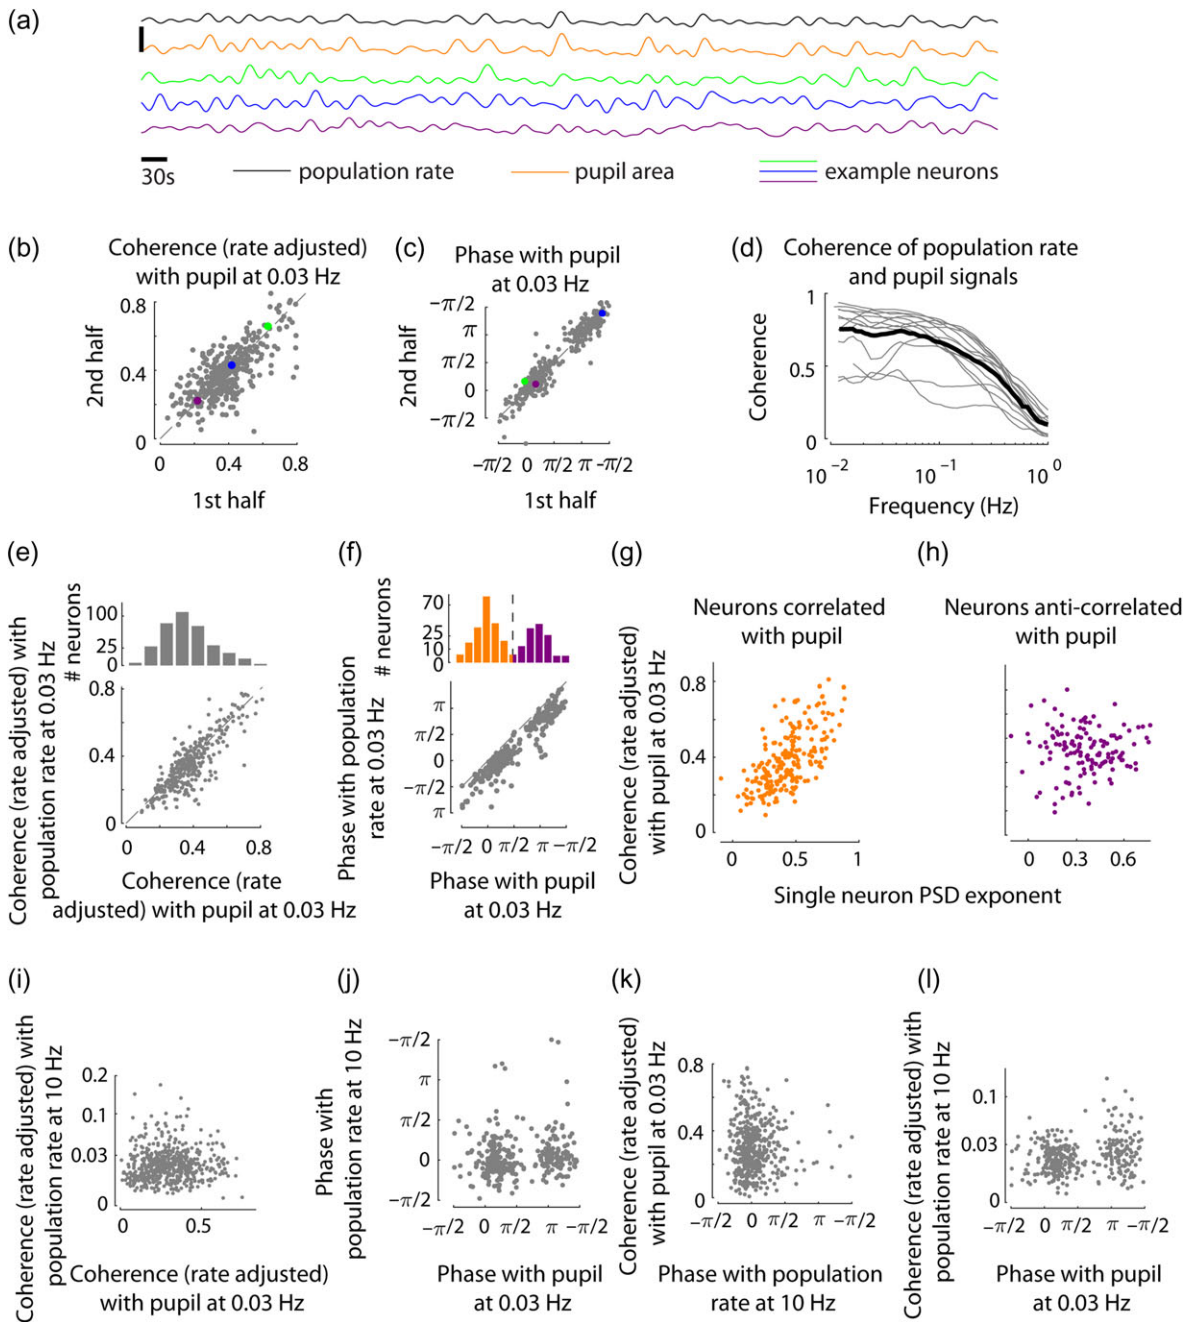 (a)
30s
population rate
pupil area
example neurons
(b)
Coherence (rate adjusted)
with pupil at 0.03 Hz
2nd half
0.8
0.4
0
0
0.4
0.8
1st half
(c)
Phase with pupil
at 0.03 Hz
2nd half
−π/2
π
π/2
0
−π/2
−π/2
0
π/2
π
−π/2
1st half
(d)
Coherence of population rate
and pupil signals
Coherence
1
0.5
0
10⁻²
10⁻¹
10⁰
Frequency (Hz)
(e)
# neurons
100
50
0
Coherence (rate adjusted) with
population rate at 0.03 Hz
0.8
0.4
0
0
0.4
0.8
Coherence (rate
adjusted) with pupil at 0.03 Hz
(f)
# neurons
70
25
10
0
Phase with population
rate at 0.03 Hz
π
π/2
0
−π/2
π
−π/2
0
π/2
π
−π/2
Phase with pupil
at 0.03 Hz
(g)
Neurons correlated
with pupil
Coherence (rate adjusted)
with pupil at 0.03 Hz
0.8
0.4
0
0
0.5
1
(h)
Neurons anti-correlated
with pupil
0
0.3
0.6
Single neuron PSD exponent
(i)
Coherence (rate adjusted) with
population rate at 10 Hz
0.2
0.1
0.03
0
0
0.5
Coherence (rate adjusted)
with pupil at 0.03 Hz
(j)
Phase with
population rate at 10 Hz
−π/2
π
π/2
0
−π/2
−π/2
0
π/2
π
−π/2
Phase with pupil
at 0.03 Hz
(k)
Coherence (rate adjusted)
with pupil at 0.03 Hz
0.8
0.4
0
−π/2
0
π/2
π
−π/2
Phase with population
rate at 10 Hz
(l)
Coherence (rate adjusted) with
population rate at 10 Hz
0.1
0.03
0
−π/2
0
π/2
π
−π/2
Phase with pupil
at 0.03 Hz